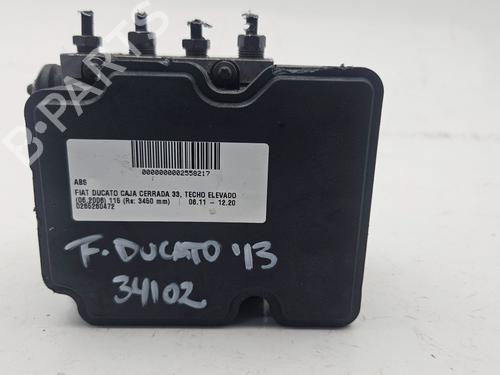 B-PARTS
0000000002558217
ABS
FIAT DUCATO CAJA CERRADA 33, TECHO ELEVADO
(06.2006) 115 (Rs: 3450 mm) 06.11 - 12.20
0265260472
F. DUCATO '13
34102